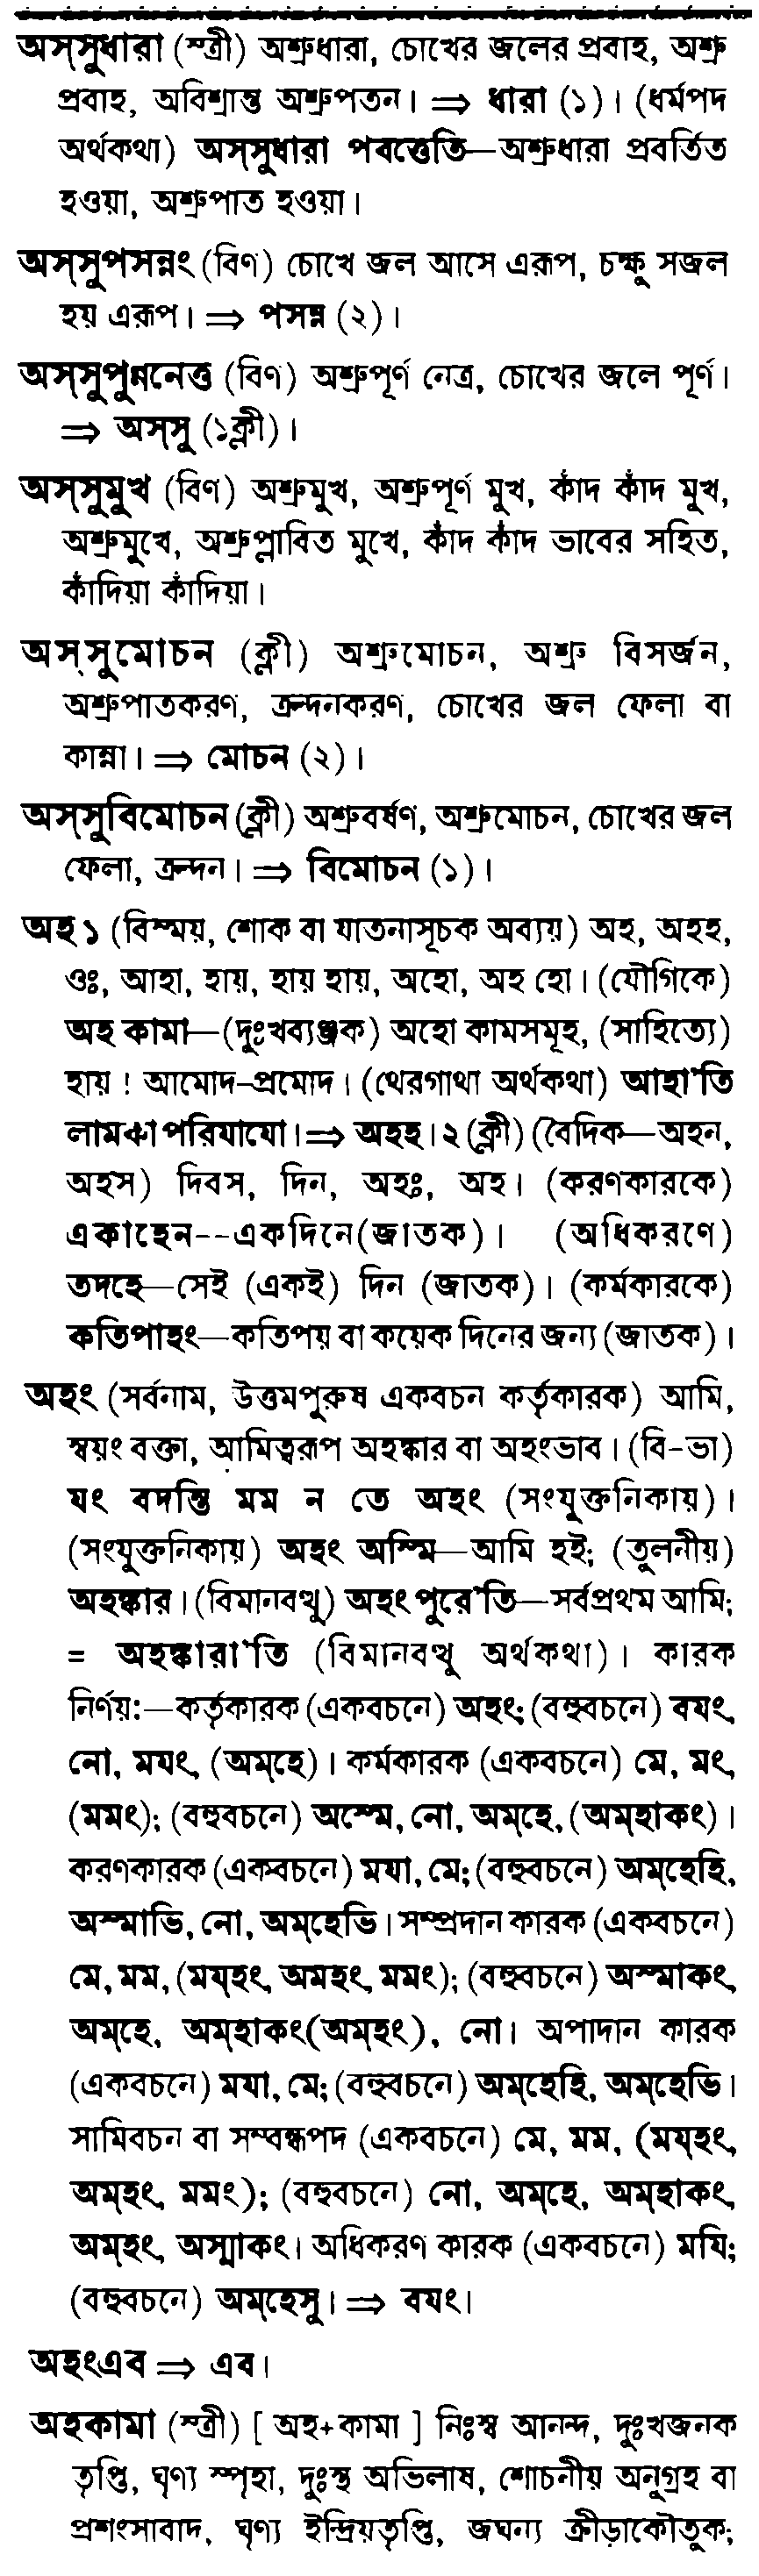 অস্সুধারা (স্ত্রী) অশ্রুধারা, চোখের জলের প্রবাহ, অশ্রু
প্রবাহ, অবিশ্রান্ত অশ্রুপতন। ⇒ ধারা (১)। (ধর্মপদ
অর্থকথা) অস্সুধারা পবত্তেতি—অশ্রুধারা প্রবর্তিত
হওয়া, অশ্রুপাত হওয়া।
অস্সুপসন্নং (বিণ) চোখে জল আসে এরূপ, চক্ষু সজল
হয় এরূপ। ⇒ পসন্ন (২)।
অস্সুপুন্ননেত্ত (বিণ) অশ্রুপূর্ণ নেত্র, চোখের জলে পূর্ণ।
⇒ অস্সু (১ক্লী)।
অস্সুমুখ (বিণ) অশ্রুমুখ, অশ্রুপূর্ণ মুখ, কাঁদ কাঁদ মুখ,
অশ্রুমুখে, অশ্রুপ্লাবিত মুখে, কাঁদ কাঁদ ভাবের সহিত,
কাঁদিয়া কাঁদিয়া।
অস্সুমোচন (ক্লী) অশ্রুমোচন, অশ্রু বিসর্জন,
অশ্রুপাতকরণ, ক্রন্দনকরণ, চোখের জল ফেলা বা
কান্না। ⇒ মোচন (২)।
অস্সুবিমোচন (ক্লী) অশ্রুবর্ষণ, অশ্রুমোচন, চোখের জল
ফেলা, ক্রন্দন। ⇒ বিমোচন (১)।
অহ ১ (বিস্ময়, শোক বা যাতনাসূচক অব্যয়) অহ, অহহ,
ওঃ, আহা, হায়, হায় হায়, অহো, অহ হো। (যৌগিকে)
অহ কামা—(দুঃখব্যঞ্জক) অহো কামসমূহ, (সাহিত্যে)
হায় ! আমোদ-প্রমোদ। (থেরগাথা অর্থকথা) আহা'তি
লামকা পরিযাযো। ⇒ অহহ। ২ (ক্লী) (বৈদিক—অহন,
অহস) দিবস, দিন, অহঃ, অহ। (করণকারকে)
একাহেন--একদিনে(জাতক)। (অধিকরণে)
তদহে—সেই (একই) দিন (জাতক)। (কর্মকারকে)
কতিপাহং—কতিপয় বা কয়েক দিনের জন্য (জাতক)।
অহং (সর্বনাম, উত্তমপুরুষ একবচন কর্তৃকারক) আমি,
স্বয়ং বক্তা, আমিত্বরূপ অহঙ্কার বা অহংভাব। (বি-ভা)
যং বদন্তি মম ন তে অহং (সংযুক্তনিকায়)।
(সংযুক্তনিকায়) অহং অস্মি—আমি হই; (তুলনীয়)
অহঙ্কার। (বিমানবত্থু) অহং পুরে'তি—সর্বপ্রথম আমি;
= অহঙ্কারা'তি (বিমানবত্থু অর্থকথা)। কারক
নির্ণয়:—কর্তৃকারক (একবচনে) অহং; (বহুবচনে) বযং,
নো, মযং, (অম্হে)। কর্মকারক (একবচনে) মে, মং,
(মমং); (বহুবচনে) অস্মে, নো, অম্হে, (অম্হাকং)।
করণকারক (একবচনে) মযা, মে; (বহুবচনে) অম্হেহি,
অস্মাভি, নো, অম্হেভি। সম্প্রদান কারক (একবচনে)
মে, মম, (ময্হং, অমহং, মমং); (বহুবচনে) অস্মাকং,
অম্হে, অম্হাকং(অম্হং), নো। অপাদান কারক
(একবচনে) মযা, মে; (বহুবচনে) অম্হেহি, অম্হেভি।
সামিবচন বা সম্বন্ধপদ (একবচনে) মে, মম, (ময্হং,
অম্হং, মমং); (বহুবচনে) নো, অম্হে, অম্হাকং,
অম্হং, অস্মাকং। অধিকরণ কারক (একবচনে) মযি;
(বহুবচনে) অম্হেসু। ⇒ বযং।
অহংএব ⇒ এব।
অহকামা (স্ত্রী) [ অহ+কামা ] নিঃস্ব আনন্দ, দুঃখজনক
তৃপ্তি, ঘৃণ্য স্পৃহা, দুঃস্থ অভিলাষ, শোচনীয় অনুগ্রহ বা
প্রশংসাবাদ, ঘৃণ্য ইন্দ্রিয়তৃপ্তি, জঘন্য ক্রীড়াকৌতুক;